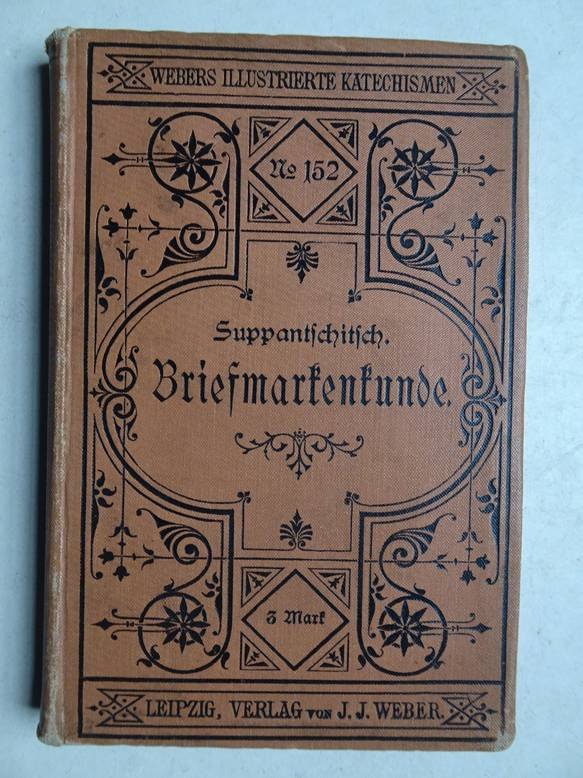 WEBERS ILLUSTRIERTE KATECHISMEN
No 152
Suppantschitsch.
Briefmarkenkunde.
3 Mark
LEIPZIG, VERLAG VON J. J. WEBER.